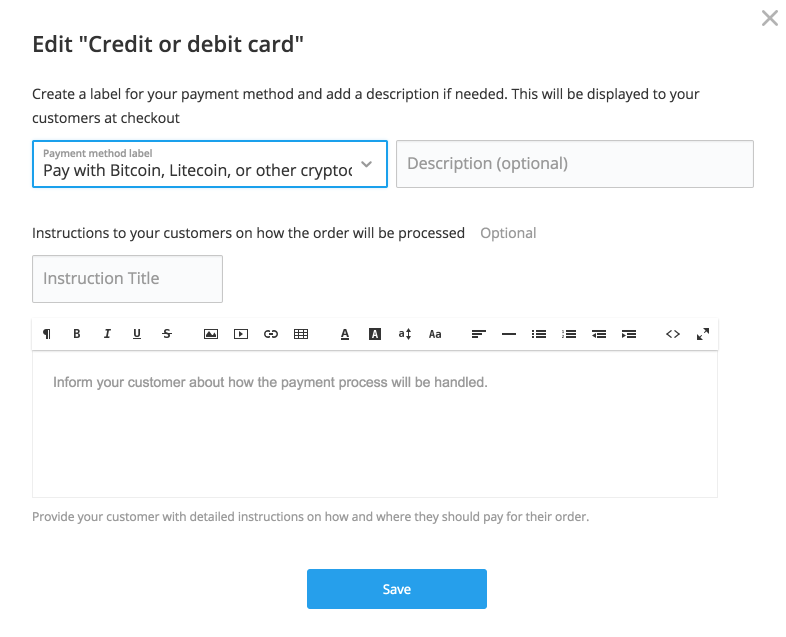 Edit "Credit or debit card"
Create a label for your payment method and add a description if needed. This will be displayed to your
customers at checkout
Payment method label
Pay with Bitcoin, Litecoin, or other cryptoc
Description (optional)
Instructions to your customers on how the order will be processed Optional
Instruction Title
¶ B I U S A A a Aa <>
Inform your customer about how the payment process will be handled.
Provide your customer with detailed instructions on how and where they should pay for their order.
Save